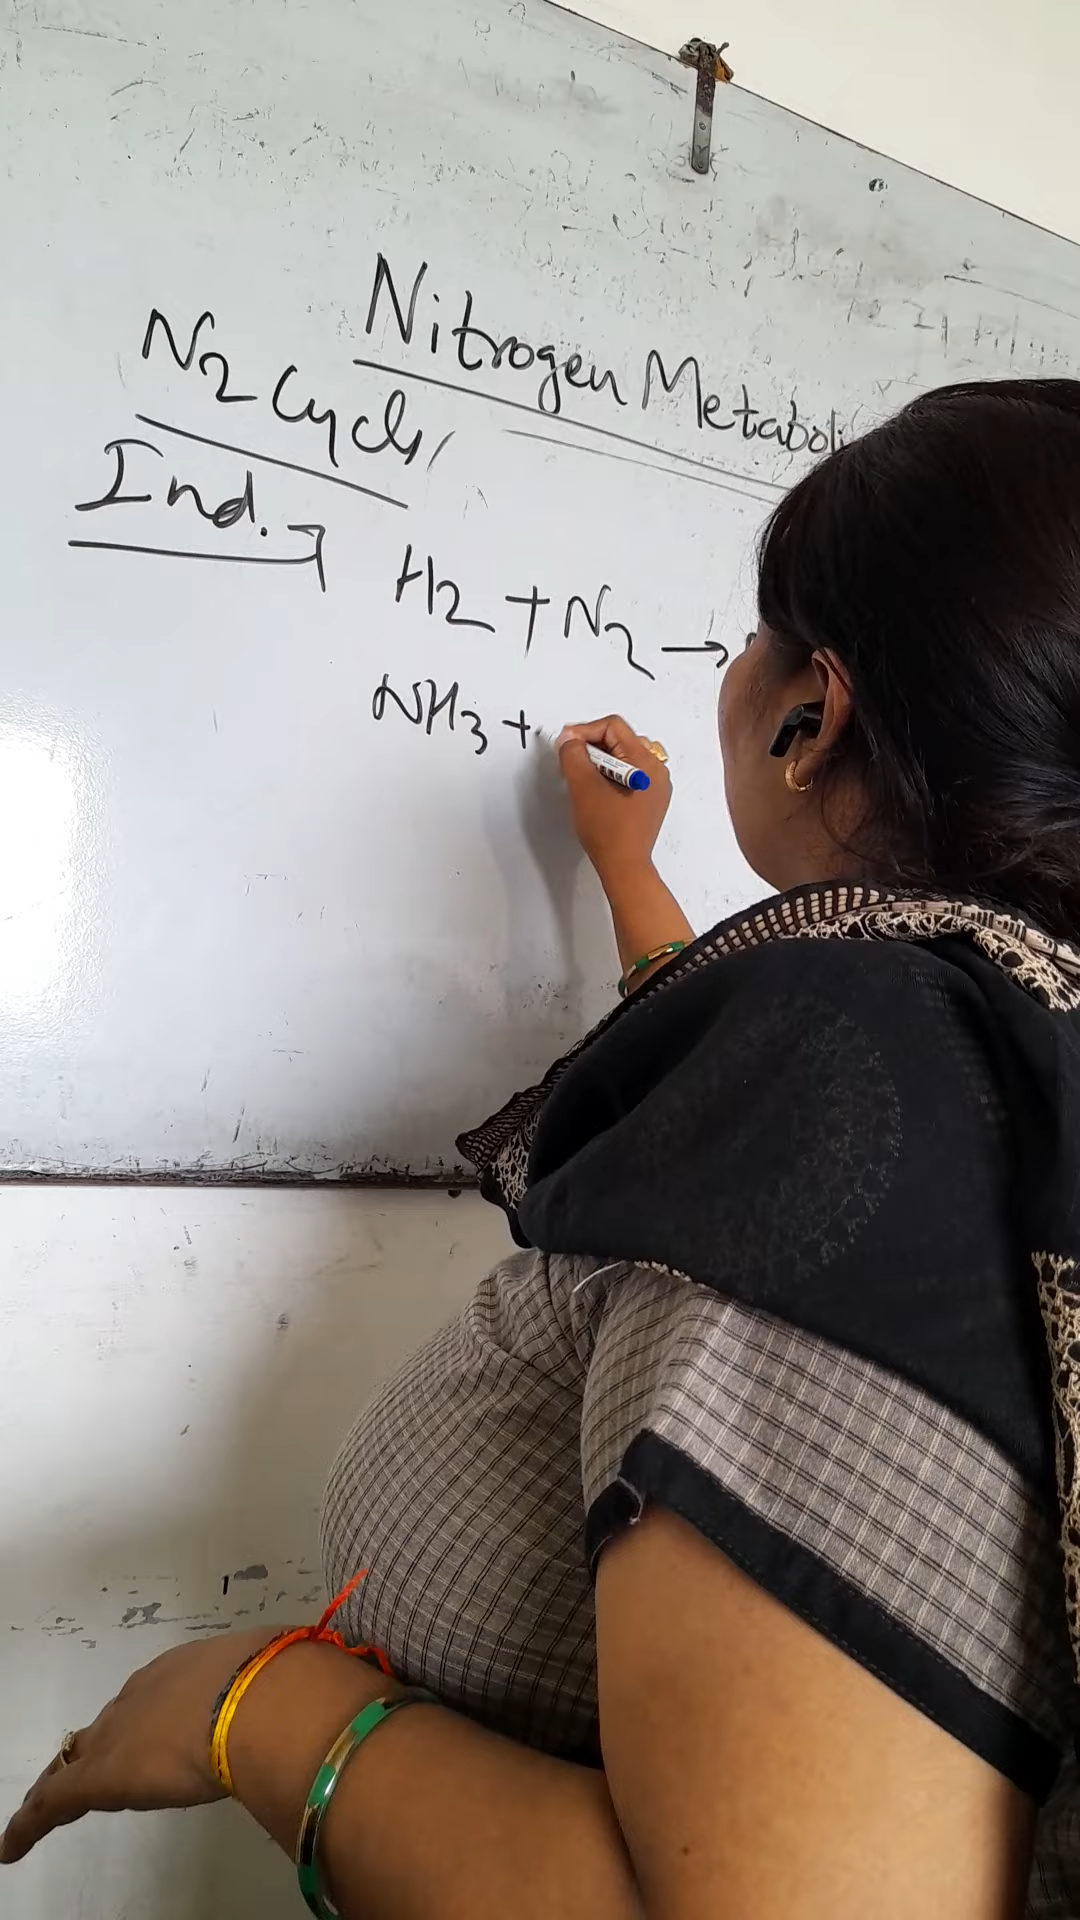 Nitrogen Metaboli
N2 Cycle
Ind. →
H2 + N2 →
NH3 +